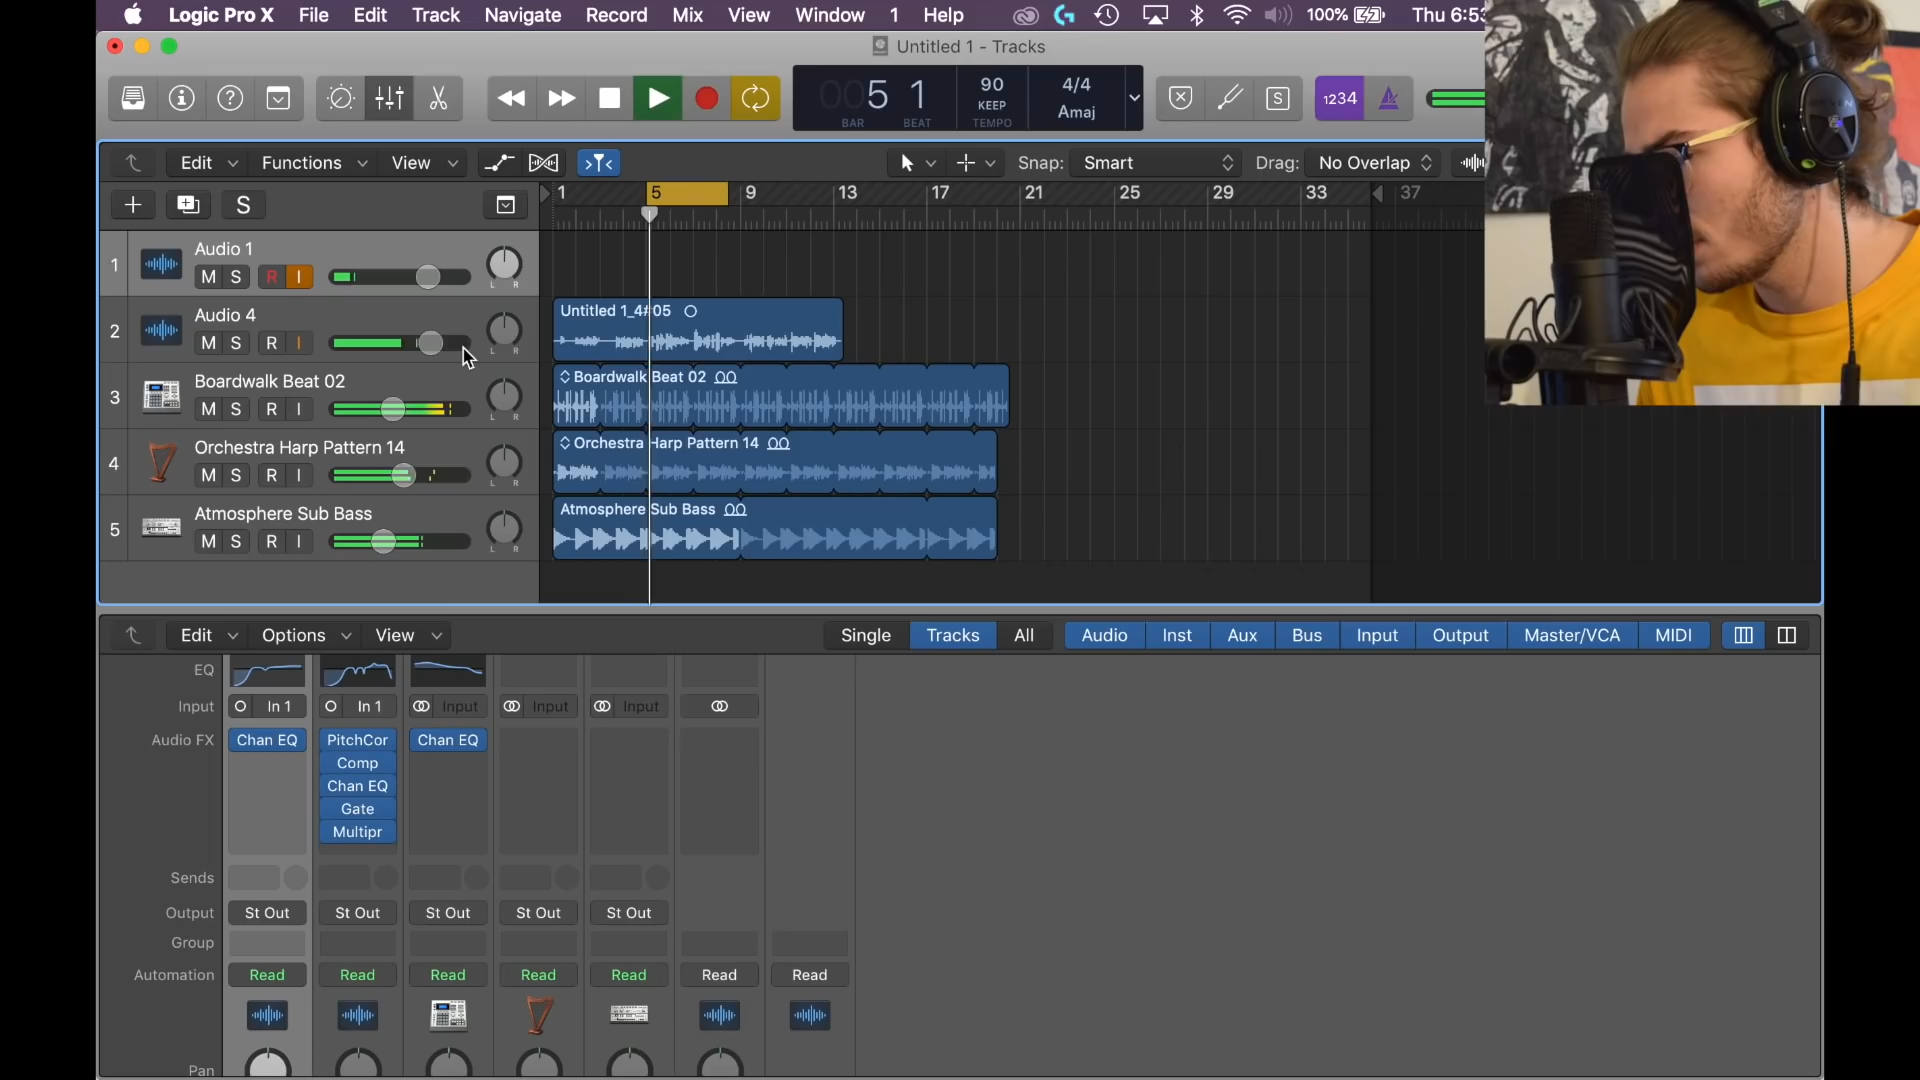 Logic Pro X File Edit Track Navigate Record Mix View Window 1 Help 100% Thu 6:53
Untitled 1 - Tracks
005 1 90 4/4
KEEP Amaj
BAR BEAT TEMPO
1234
Edit Functions View Snap: Smart Drag: No Overlap
S
1 5 9 13 17 21 25 29 33 37
1 Audio 1
M S R I L R
2 Audio 4
M S R I L R
Untitled 1_4#05
3 Boardwalk Beat 02
M S R I L R
Boardwalk Beat 02
4 Orchestra Harp Pattern 14
M S R I L R
Orchestra Harp Pattern 14
5 Atmosphere Sub Bass
M S R I L R
Atmosphere Sub Bass
Edit Options View Single Tracks All Audio Inst Aux Bus Input Output Master/VCA MIDI
EQ
Input In 1 In 1 Input Input Input
Audio FX Chan EQ PitchCor Chan EQ
Comp
Chan EQ
Gate
Multipr
Sends
Output St Out St Out St Out St Out St Out
Group
Automation Read Read Read Read Read Read Read
Pan